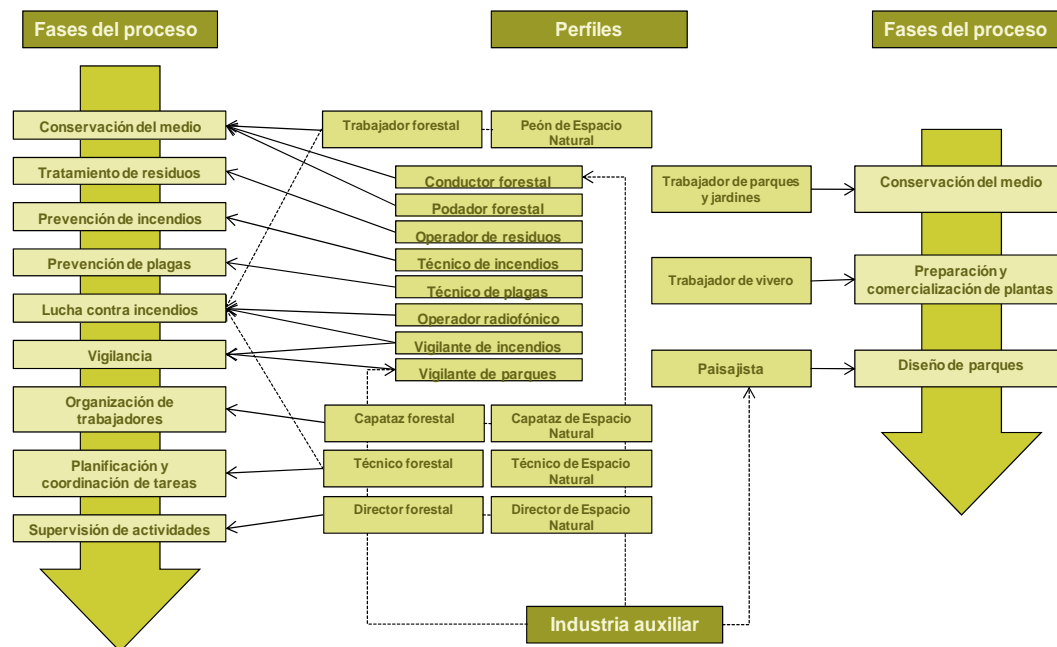 Fases del proceso
Perfiles
Fases del proceso
Conservación del medio
Tratamiento de residuos
Prevención de incendios
Prevención de plagas
Lucha contra incendios
Vigilancia
Organización de
trabajadores
Planificación y
coordinación de tareas
Supervisión de actividades
Trabajador forestal
Peón de Espacio
Natural
Conductor forestal
Podador forestal
Operador de residuos
Técnico de incendios
Técnico de plagas
Operador radiofónico
Vigilante de incendios
Vigilante de parques
Capataz forestal
Capataz de Espacio
Natural
Técnico forestal
Técnico de Espacio
Natural
Director forestal
Director de Espacio
Natural
Industria auxiliar
Trabajador de parques
y jardines
Trabajador de vivero
Paisajista
Conservación del medio
Preparación y
comercialización de plantas
Diseño de parques